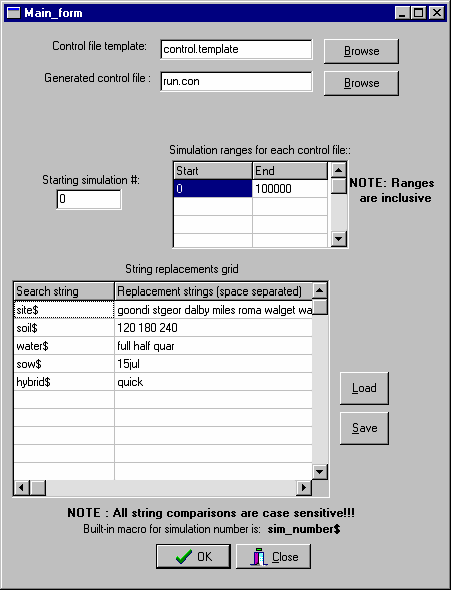 Main_form
Control file template: control.template Browse
Generated control file : run.con Browse
Simulation ranges for each control file::
Starting simulation #:
0
Start End
0 100000
NOTE: Ranges
are inclusive
String replacements grid
Search string Replacement strings (space separated)
site$ goondi stgeor dalby miles roma walget wa
soil$ 120 180 240
water$ full half quar
sow$ 15jul
hybrid$ quick
Load
Save
NOTE : All string comparisons are case sensitive!!!
Built-in macro for simulation number is: sim_number$
OK Close